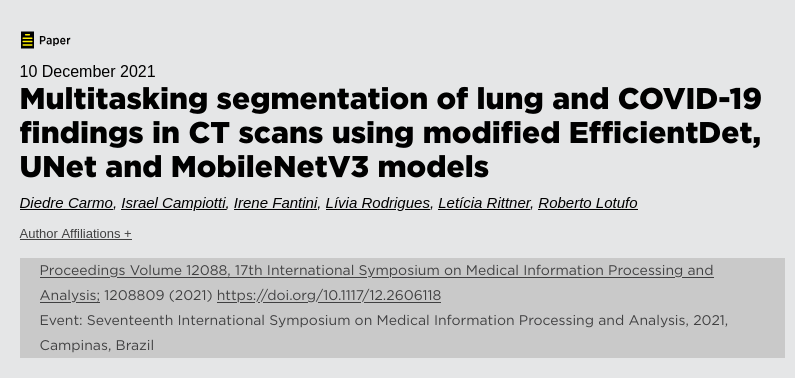 Paper
10 December 2021
Multitasking segmentation of lung and COVID-19
findings in CT scans using modified EfficientDet,
UNet and MobileNetV3 models
Diedre Carmo, Israel Campiotti, Irene Fantini, Lívia Rodrigues, Letícia Rittner, Roberto Lotufo
Author Affiliations +
Proceedings Volume 12088, 17th International Symposium on Medical Information Processing and
Analysis; 1208809 (2021) https://doi.org/10.1117/12.2606118
Event: Seventeenth International Symposium on Medical Information Processing and Analysis, 2021,
Campinas, Brazil